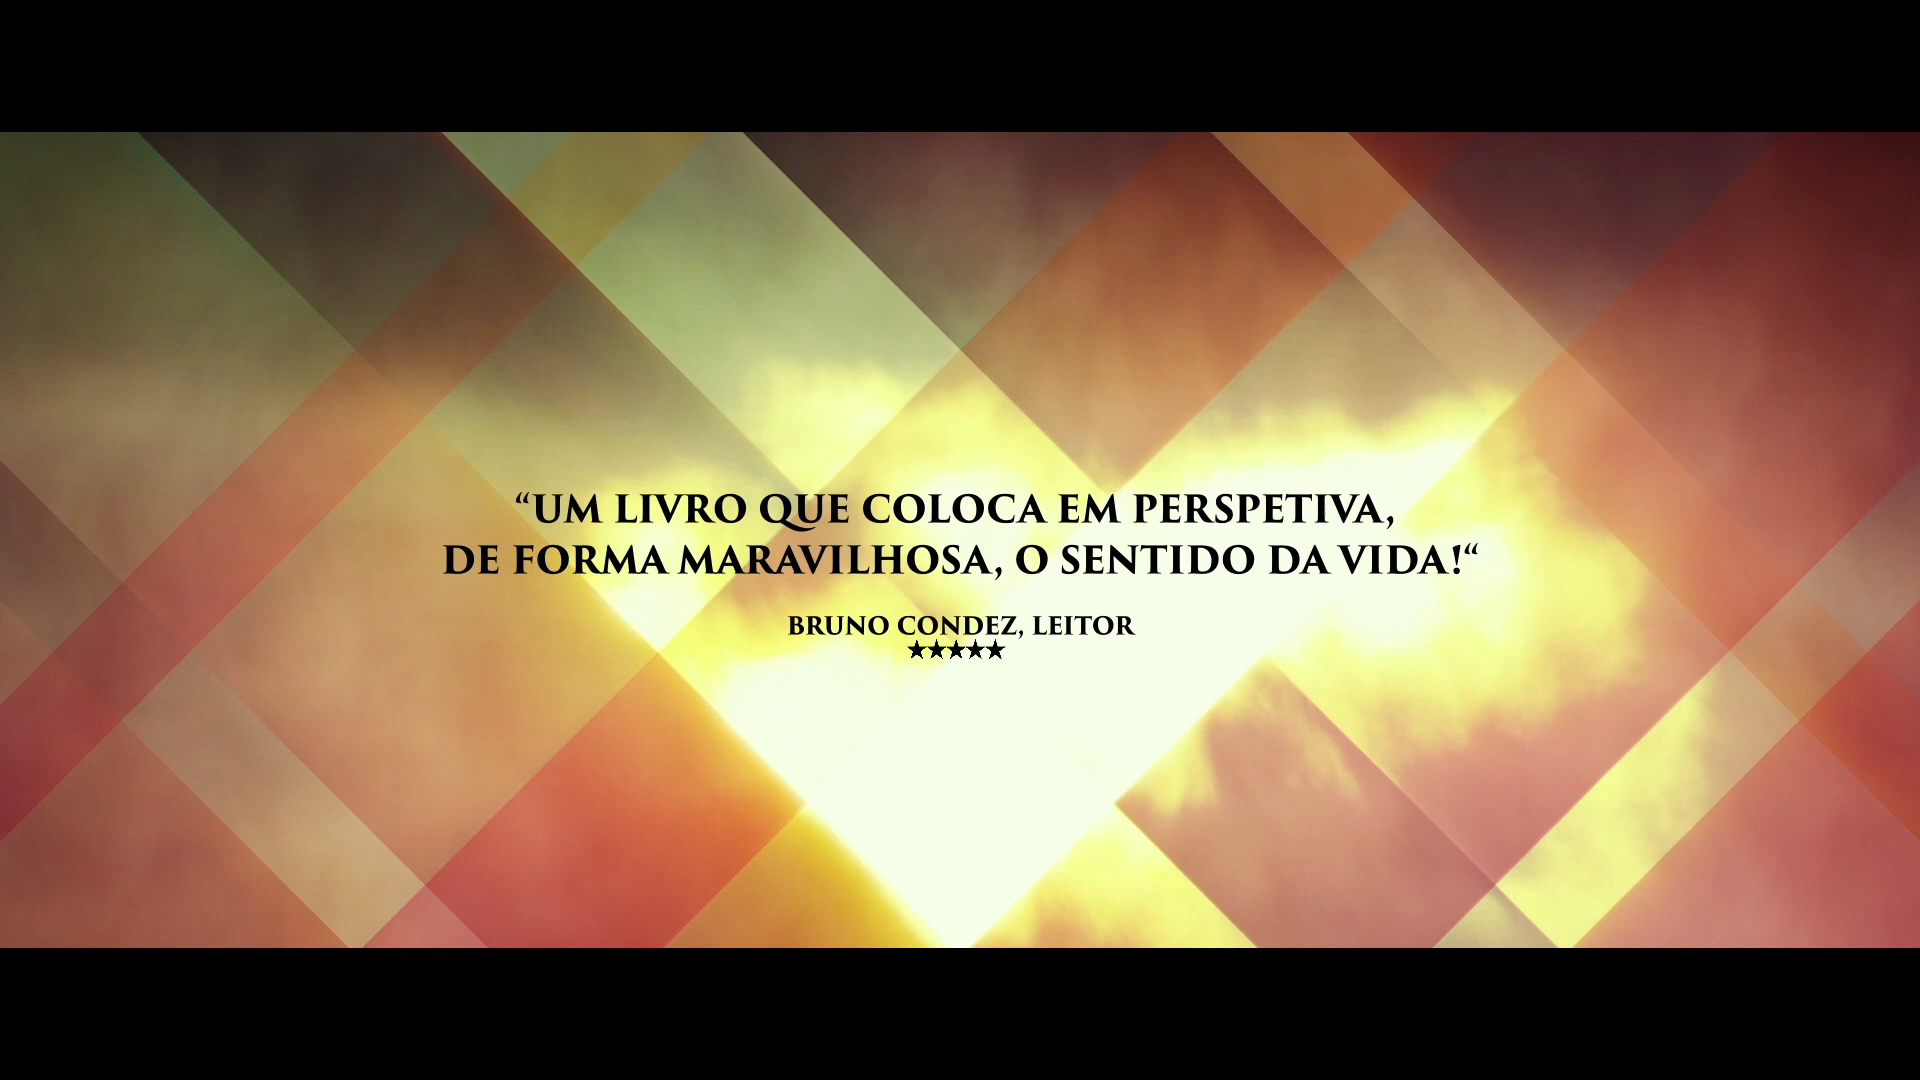 “UM LIVRO QUE COLOCA EM PERSPETIVA,
DE FORMA MARAVILHOSA, O SENTIDO DA VIDA!“
BRUNO CONDEZ, LEITOR
★★★★★